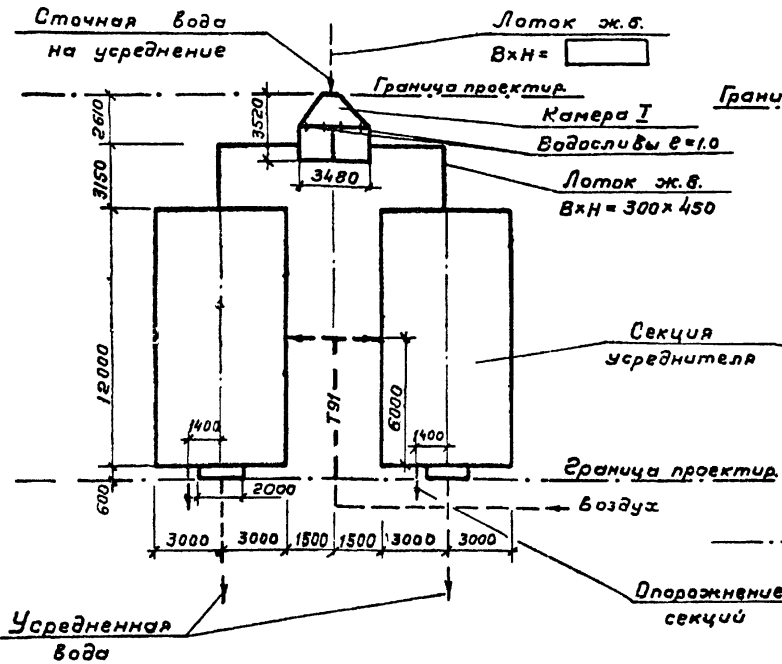 Сточная вода
на усреднение
Лоток ж.б.
B×H=
Граница проектир.
Грани
2610
3520
Камера I
Водосливы e=1.0
3480
Лоток ж.б.
B×H=300×450
3150
12000
Секция
усреднителя
T91
6000
1400
1400
Граница проектир.
600
2000
Воздух
3000
3000
1500
1500
3000
3000
Опорожнение
секций
Усредненная
вода